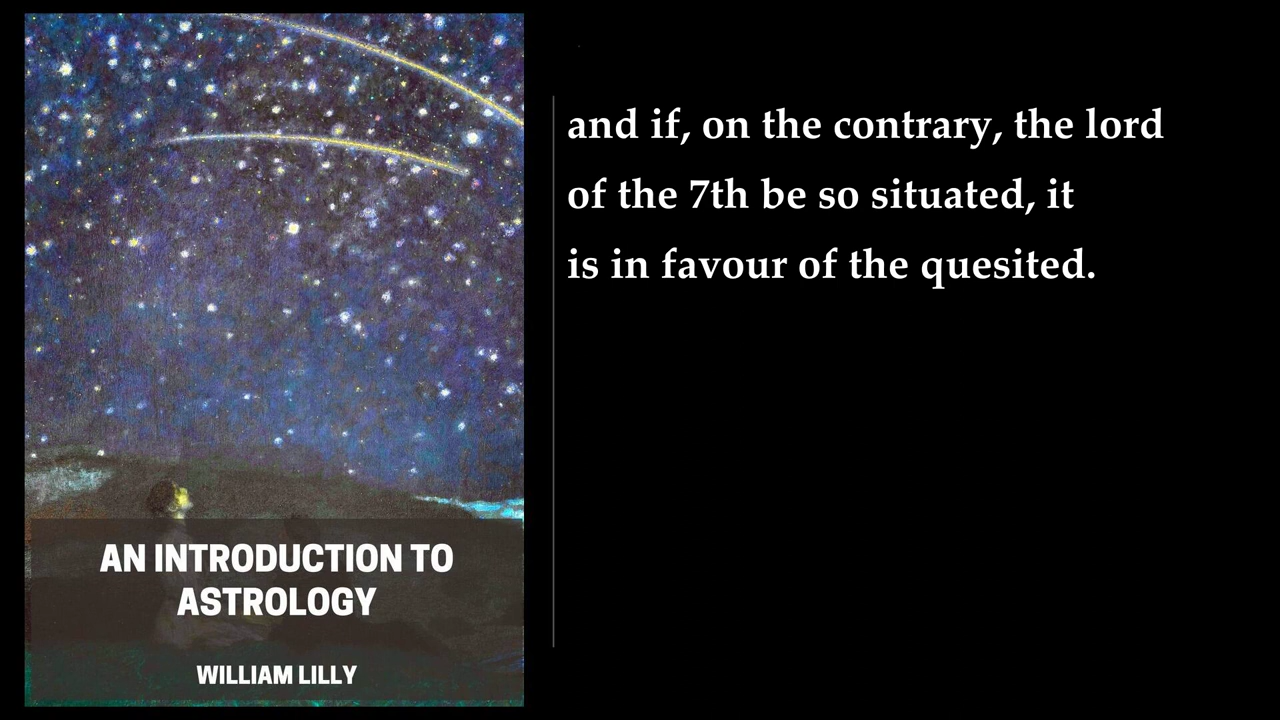 and if, on the contrary, the lord
of the 7th be so situated, it
is in favour of the quesited.
AN INTRODUCTION TO
ASTROLOGY
WILLIAM LILLY